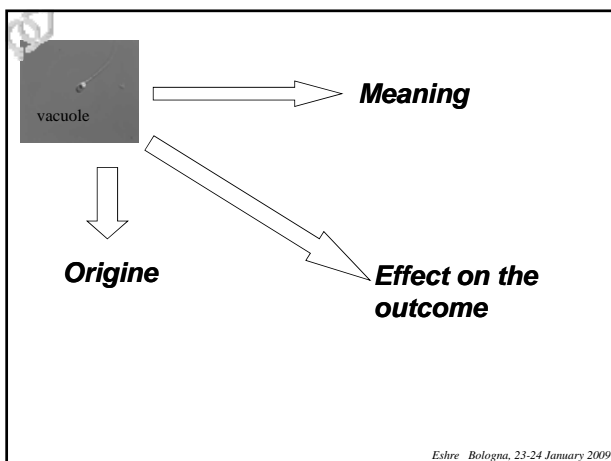 vacuole
Meaning
Origine
Effect on the
outcome
Eshre Bologna, 23-24 January 2009